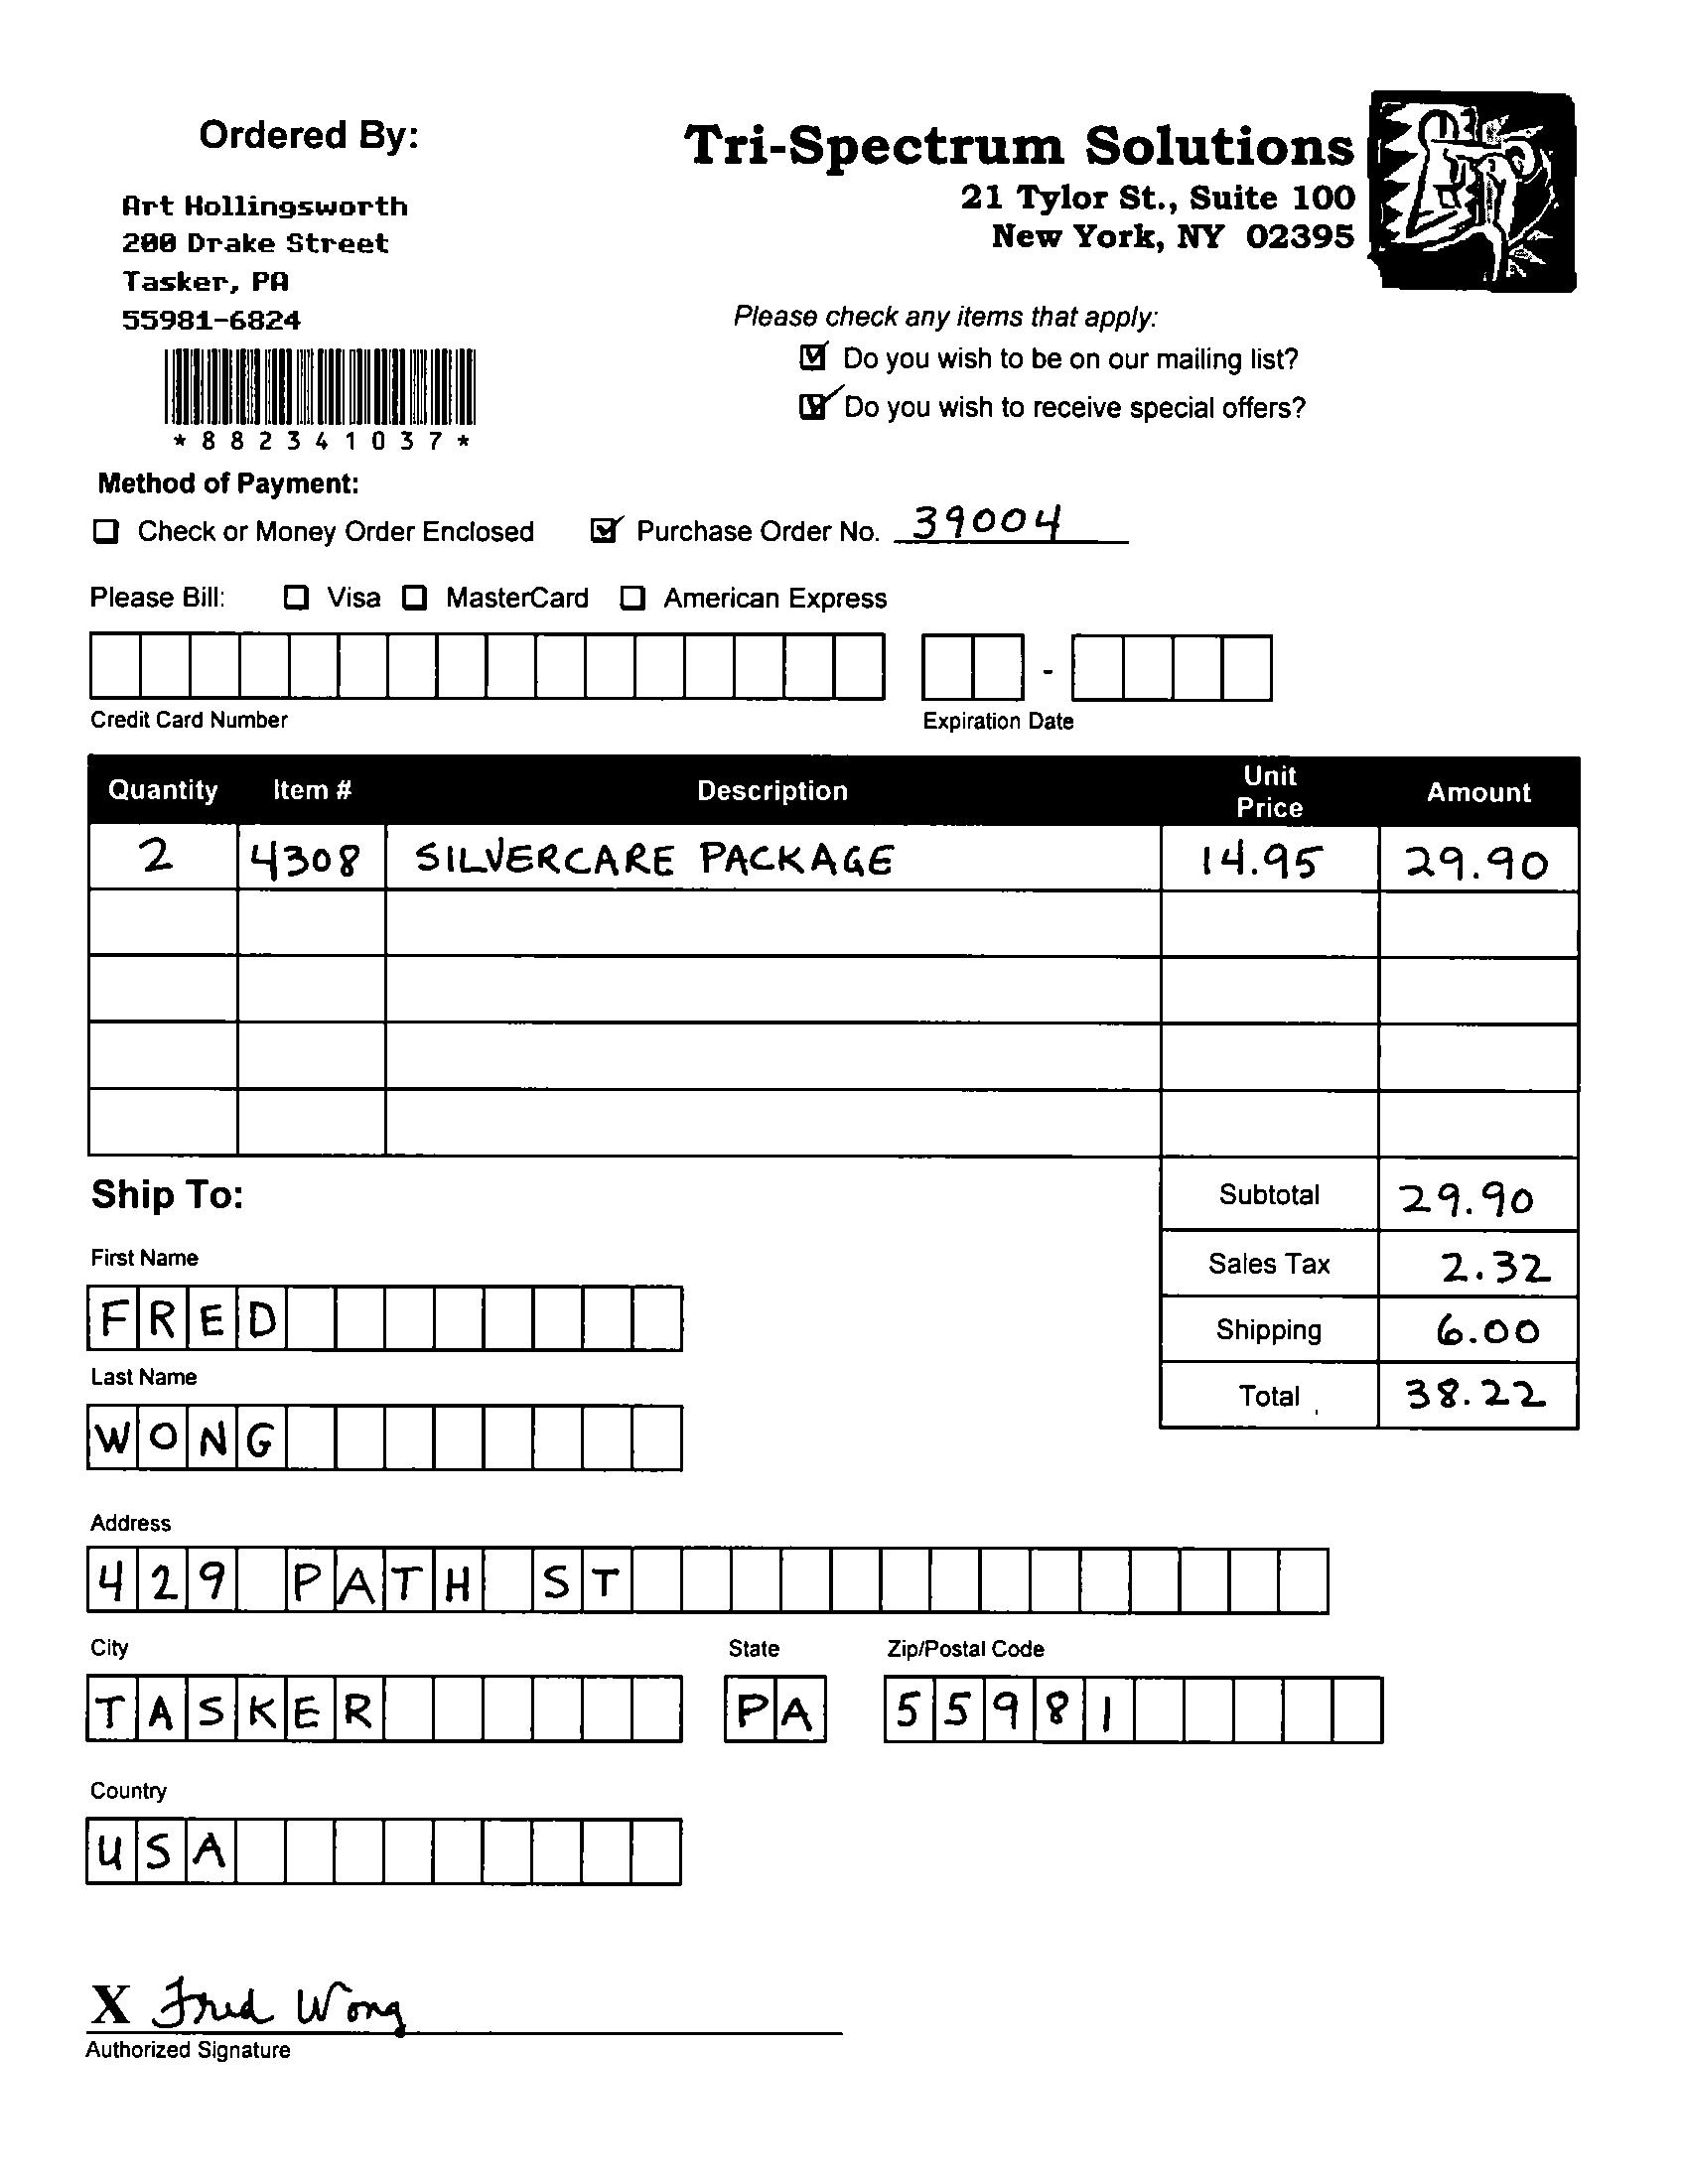 Ordered By:
Art Hollingsworth
200 Drake Street
Tasker, PA
55981-6824
*882341037*
Tri-Spectrum Solutions
21 Tylor St., Suite 100
New York, NY 02395
Please check any items that apply:
Do you wish to be on our mailing list?
Do you wish to receive special offers?
Method of Payment:
Check or Money Order Enclosed Purchase Order No. 39004
Please Bill: Visa MasterCard American Express
-
Credit Card Number Expiration Date
Quantity Item # Description Unit Price Amount
2 4308 SILVERCARE PACKAGE 14.95 29.90
Subtotal 29.90
Sales Tax 2.32
Shipping 6.00
Total 38.22
Ship To:
First Name
FRED
Last Name
WONG
Address
429 PATH ST
City State Zip/Postal Code
TASKER PA 55981
Country
USA
X Fred Wong
Authorized Signature